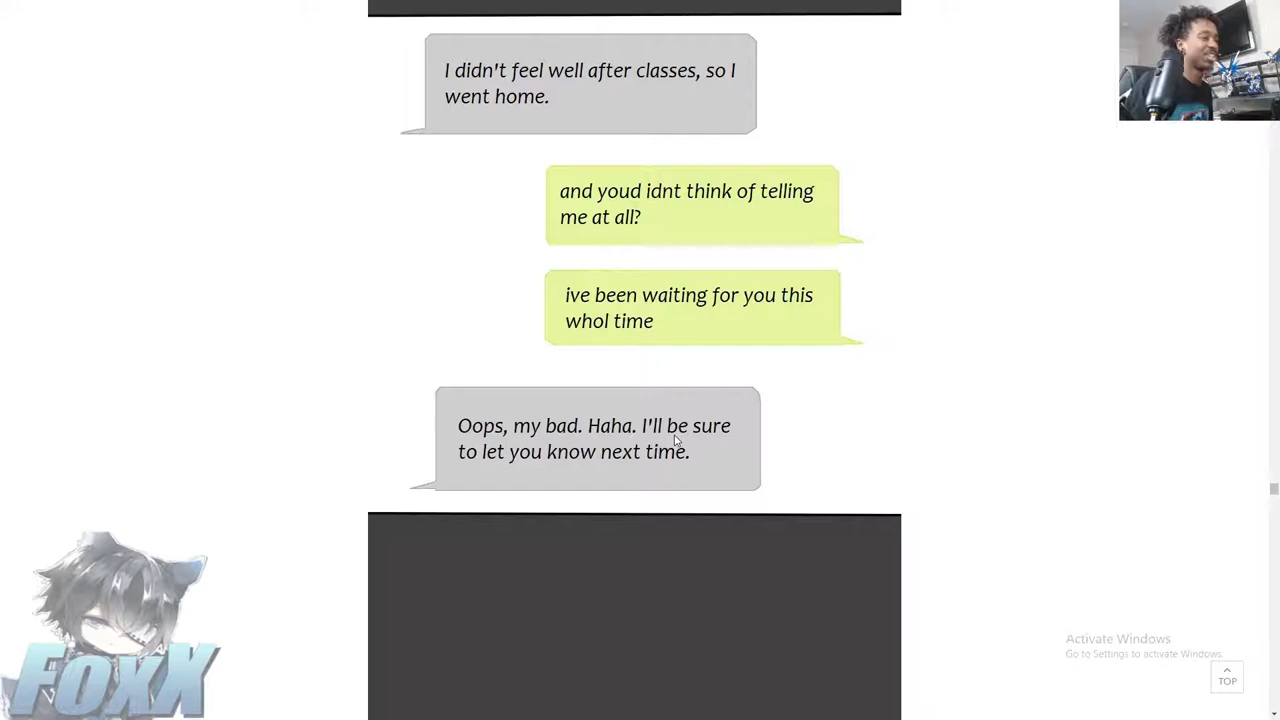 I didn't feel well after classes, so I
went home.
and youd idnt think of telling
me at all?
ive been waiting for you this
whol time
Oops, my bad. Haha. I'll be sure
to let you know next time.
FoxX
Activate Windows
Go to Settings to activate Windows.
TOP